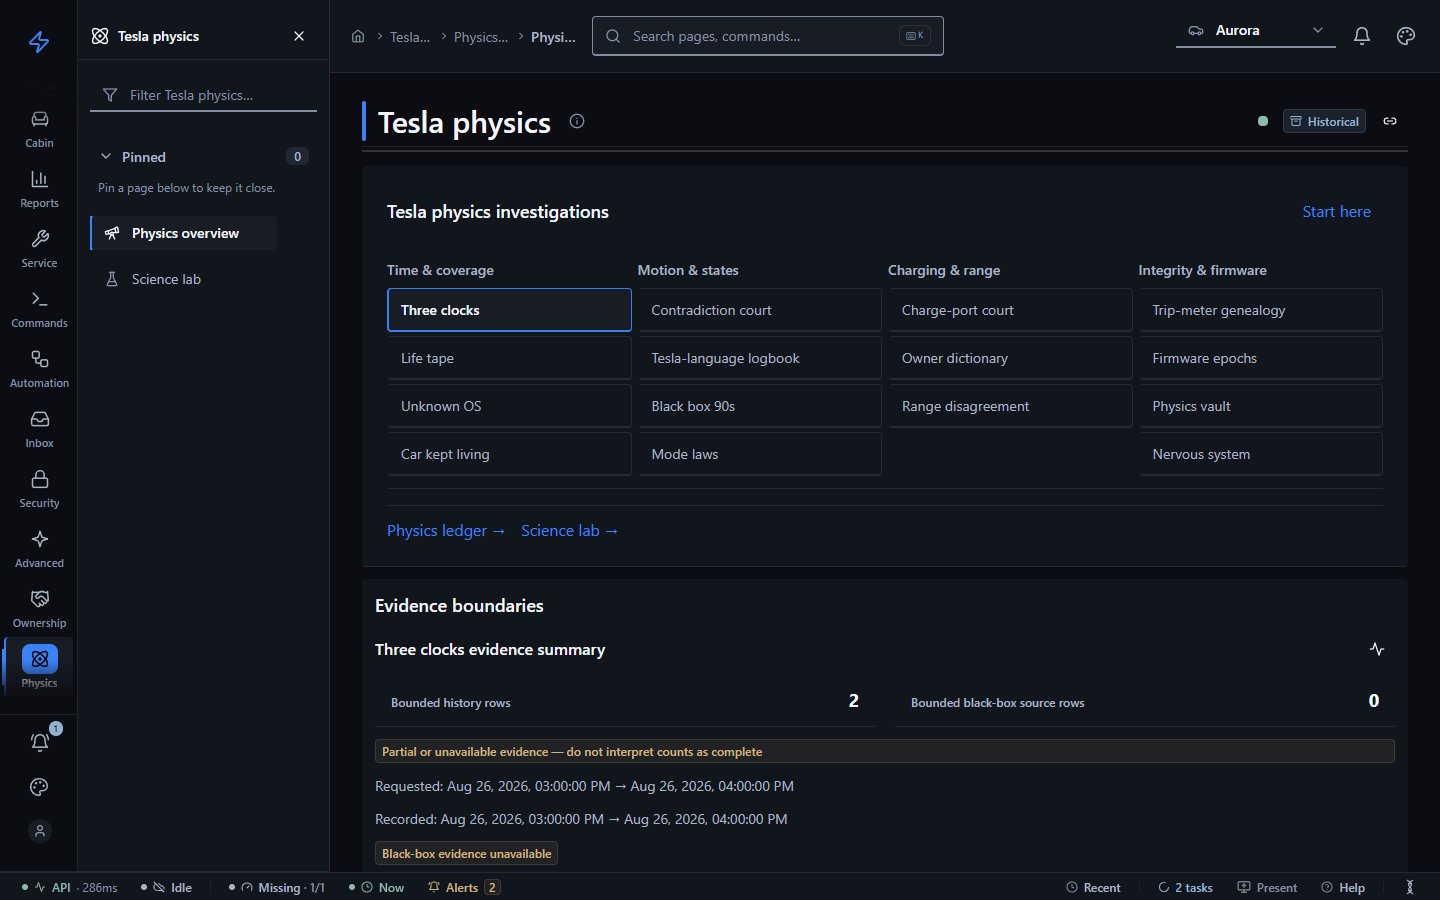 Tesla physics
Filter Tesla physics...
Pinned
0
Pin a page below to keep it close.
Physics overview
Science lab
Cabin
Reports
Service
Commands
Automation
Inbox
Security
Advanced
Ownership
Physics
1
Tesla...
Physics...
Physi...
Search pages, commands...
K
Aurora
Tesla physics
Historical
Tesla physics investigations
Start here
Time & coverage
Three clocks
Life tape
Unknown OS
Car kept living
Motion & states
Contradiction court
Tesla-language logbook
Black box 90s
Mode laws
Charging & range
Charge-port court
Owner dictionary
Range disagreement
Integrity & firmware
Trip-meter genealogy
Firmware epochs
Physics vault
Nervous system
Physics ledger →
Science lab →
Evidence boundaries
Three clocks evidence summary
Bounded history rows
2
Bounded black-box source rows
0
Partial or unavailable evidence — do not interpret counts as complete
Requested: Aug 26, 2026, 03:00:00 PM → Aug 26, 2026, 04:00:00 PM
Recorded: Aug 26, 2026, 03:00:00 PM → Aug 26, 2026, 04:00:00 PM
Black-box evidence unavailable
API · 286ms
Idle
Missing · 1/1
Now
Alerts 2
Recent
2 tasks
Present
Help